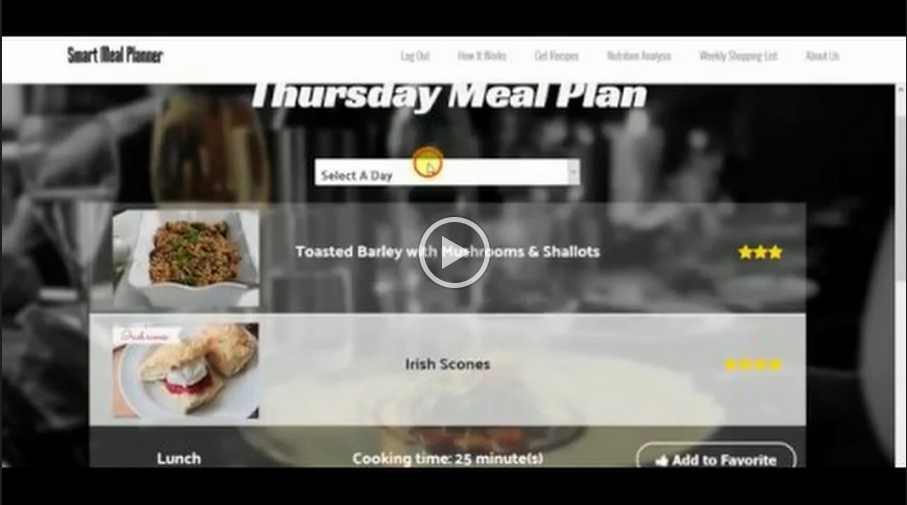 Smart Meal Planner
Log Out How It Works Get Recipes Nutrition Analysis Weekly Shopping List About Us
Thursday Meal Plan
Select A Day
Toasted Barley with Mushrooms & Shallots
Irish Scones
Lunch Cooking time: 25 minute(s) Add to Favorite